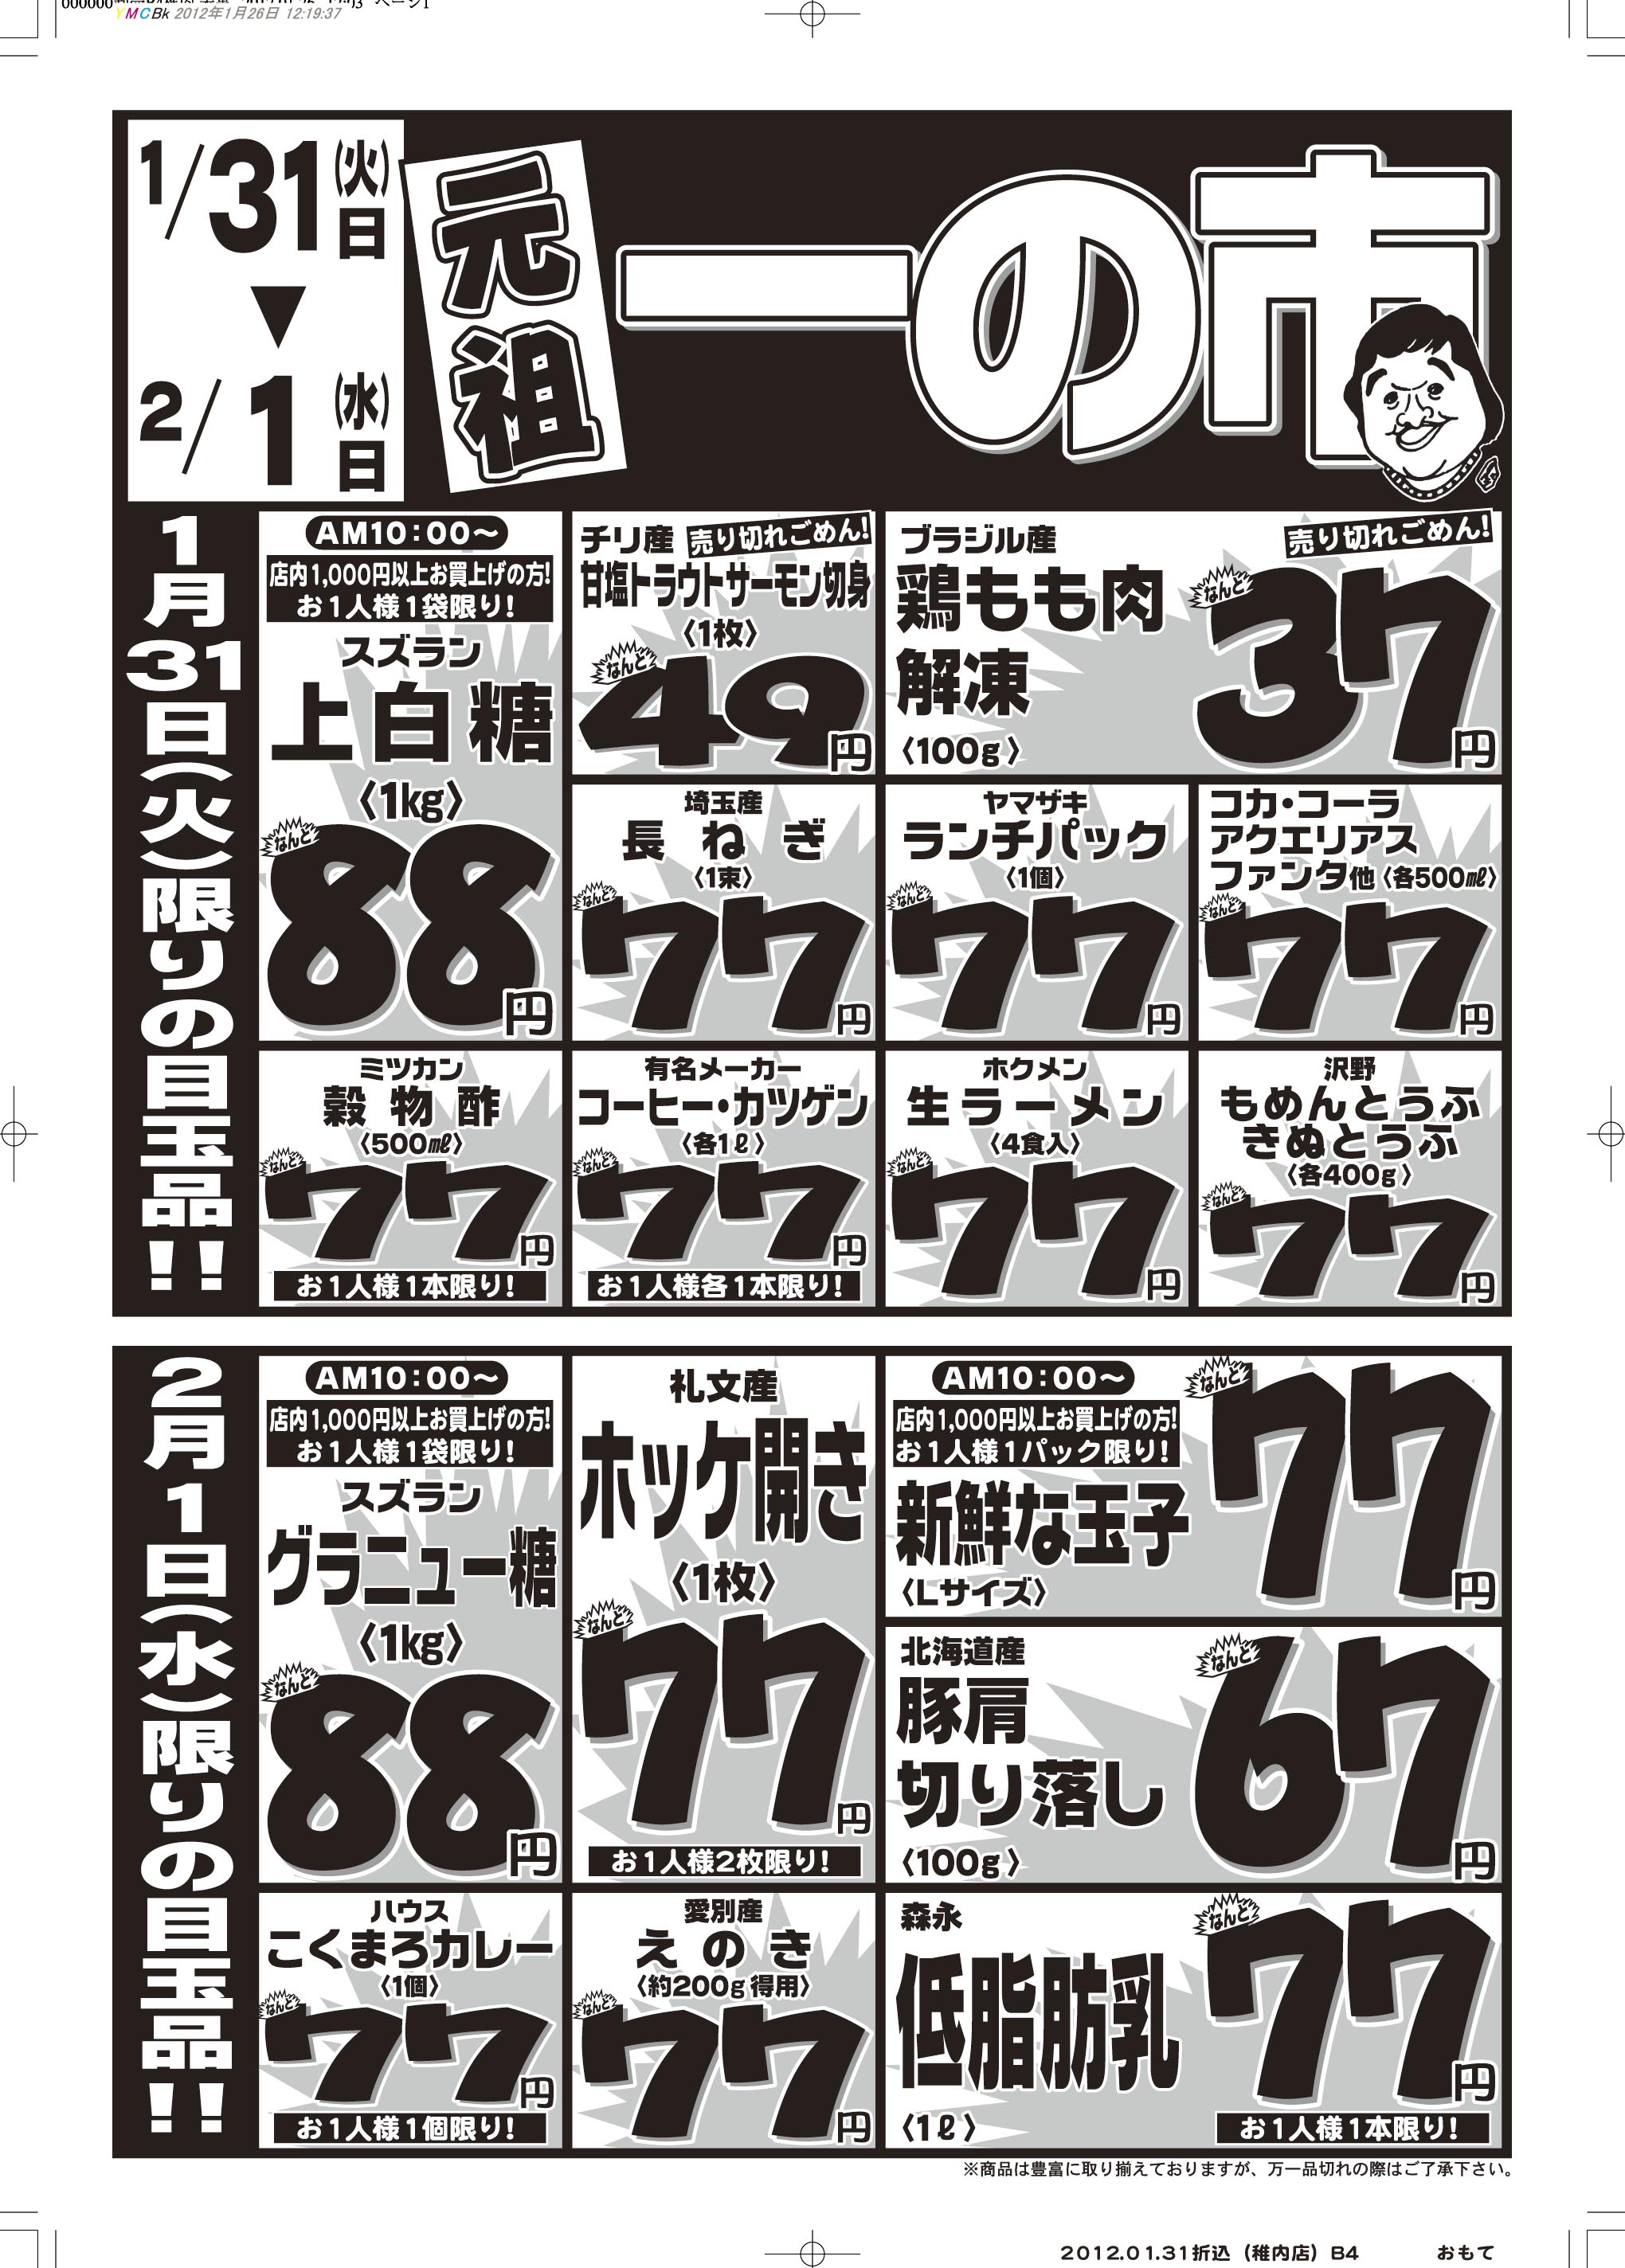 YMCBk 2012年1月26日 12:19:37
1/31(火)日
▼
2/1(水)日
元祖
一の市
1月31日(火)限りの目玉品!!
AM10:00〜
店内1,000円以上お買上げの方!
お1人様1袋限り!
スズラン
上白糖
〈1kg〉
なんと
88円
チリ産
売り切れごめん!
甘塩トラウトサーモン切身
〈1枚〉
なんと
49円
ブラジル産
売り切れごめん!
鶏もも肉
解凍
〈100g〉
なんと
37円
埼玉産
長ねぎ
〈1束〉
なんと
77円
ヤマザキ
ランチパック
〈1個〉
なんと
77円
コカ・コーラ
アクエリアス
ファンタ他〈各500㎖〉
なんと
77円
ミツカン
穀物酢
〈500㎖〉
なんと
77円
お1人様1本限り!
有名メーカー
コーヒー・カツゲン
〈各1ℓ〉
なんと
77円
お1人様各1本限り!
ホクメン
生ラーメン
〈4食入〉
なんと
77円
沢野
もめんとうふ
きぬとうふ
〈各400g〉
なんと
77円
2月1日(水)限りの目玉品!!
AM10:00〜
店内1,000円以上お買上げの方!
お1人様1袋限り!
スズラン
グラニュー糖
〈1kg〉
なんと
88円
礼文産
ホッケ開き
〈1枚〉
なんと
77円
お1人様2枚限り!
AM10:00〜
店内1,000円以上お買上げの方!
お1人様1パック限り!
新鮮な玉子
〈Lサイズ〉
なんと
77円
北海道産
豚肩
切り落し
〈100g〉
なんと
67円
ハウス
こくまろカレー
〈1個〉
なんと
77円
お1人様1個限り!
愛別産
えのき
〈約200g得用〉
なんと
77円
森永
低脂肪乳
〈1ℓ〉
なんと
77円
お1人様1本限り!
※商品は豊富に取り揃えておりますが、万一品切れの際はご了承下さい。
2012.01.31折込（稚内店）B4 おもて